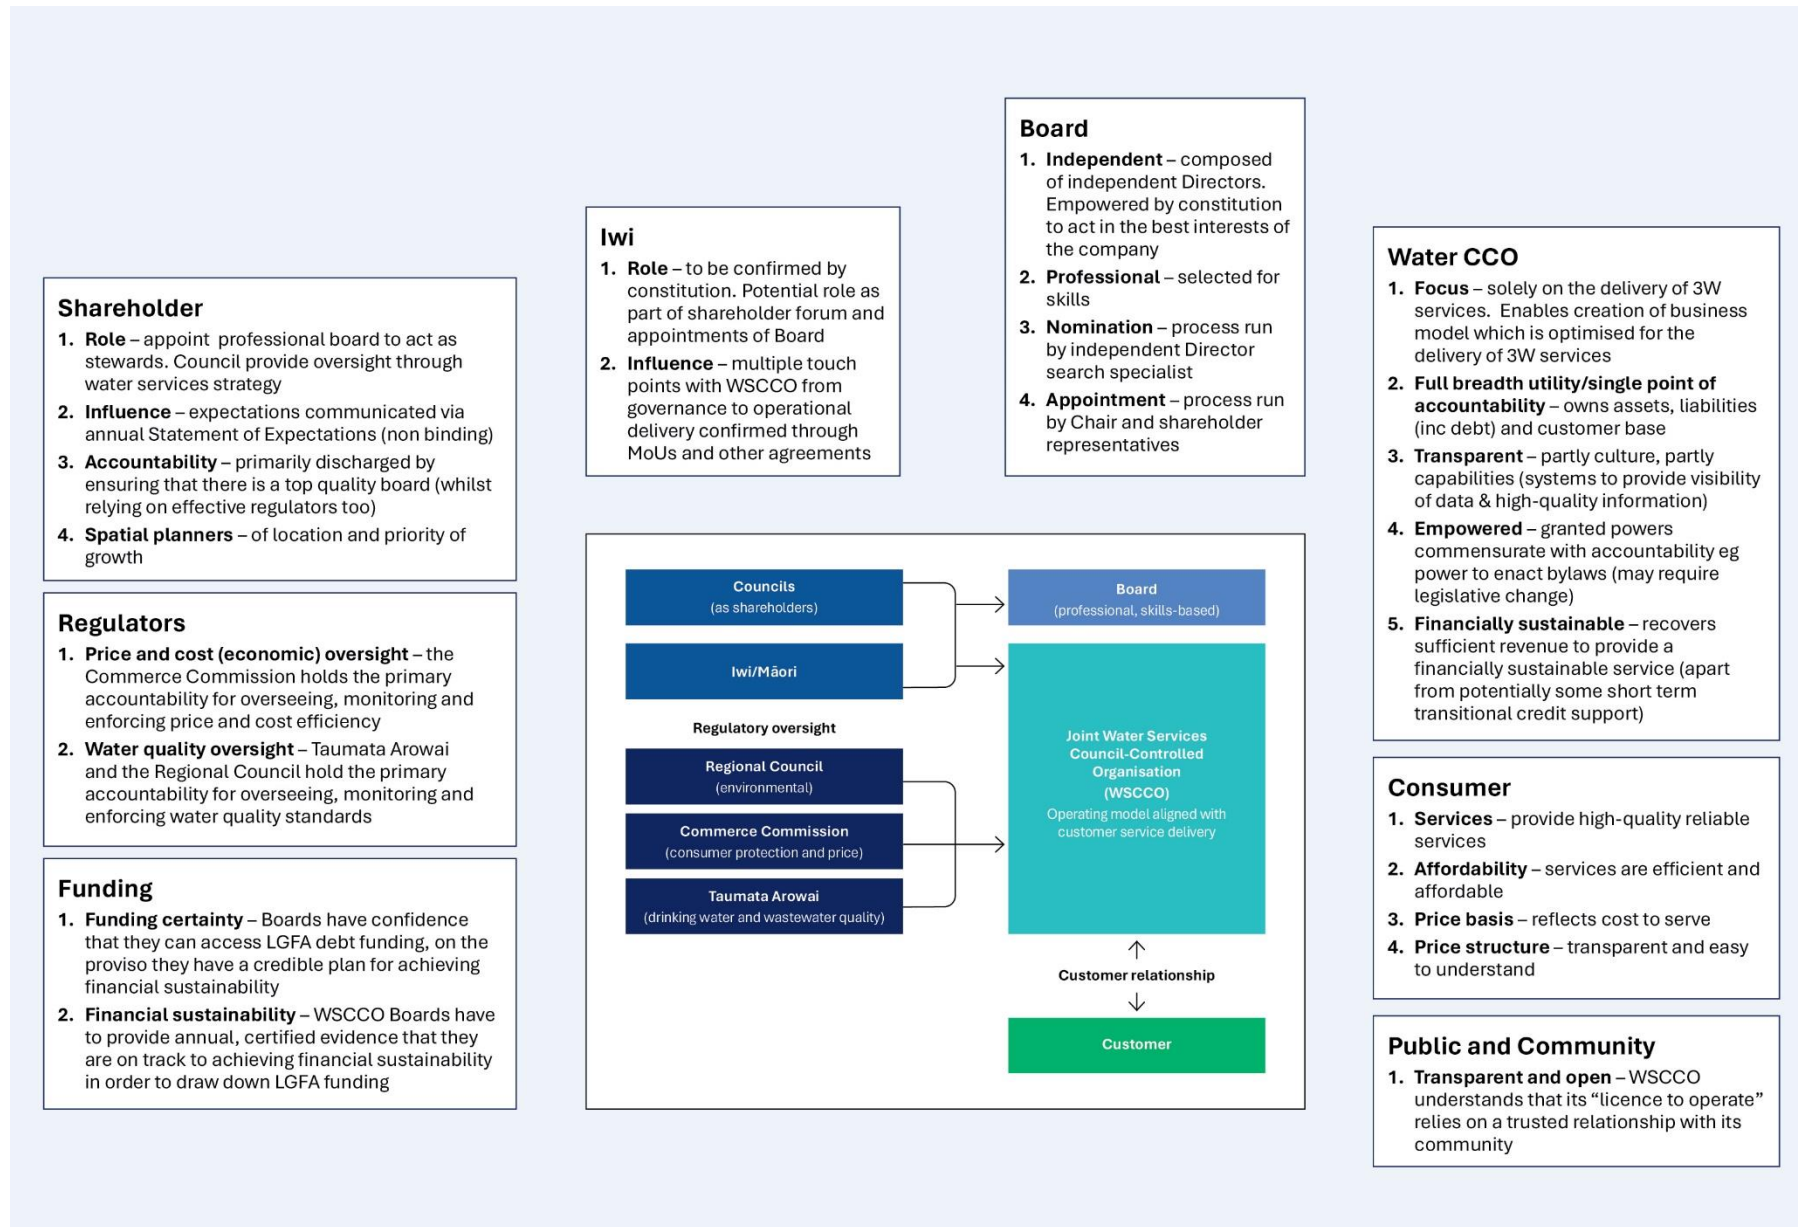 Shareholder
1. Role – appoint professional board to act as
stewards. Council provide oversight through
water services strategy
2. Influence – expectations communicated via
annual Statement of Expectations (non binding)
3. Accountability – primarily discharged by
ensuring that there is a top quality board (whilst
relying on effective regulators too)
4. Spatial planners – of location and priority of
growth
Regulators
1. Price and cost (economic) oversight – the
Commerce Commission holds the primary
accountability for overseeing, monitoring and
enforcing price and cost efficiency
2. Water quality oversight – Taumata Arowai
and the Regional Council hold the primary
accountability for overseeing, monitoring and
enforcing water quality standards
Funding
1. Funding certainty – Boards have confidence
that they can access LGFA debt funding, on the
proviso they have a credible plan for achieving
financial sustainability
2. Financial sustainability – WSCCO Boards have
to provide annual, certified evidence that they
are on track to achieving financial sustainability
in order to draw down LGFA funding
Iwi
1. Role – to be confirmed by
constitution. Potential role as
part of shareholder forum and
appointments of Board
2. Influence – multiple touch
points with WSCCO from
governance to operational
delivery confirmed through
MoUs and other agreements
Board
1. Independent – composed
of independent Directors.
Empowered by constitution
to act in the best interests of
the company
2. Professional – selected for
skills
3. Nomination – process run
by independent Director
search specialist
4. Appointment – process run
by Chair and shareholder
representatives
Councils
(as shareholders)
Iwi/Māori
Regulatory oversight
Regional Council
(environmental)
Commerce Commission
(consumer protection and price)
Taumata Arowai
(drinking water and wastewater quality)
Board
(professional, skills-based)
Joint Water Services
Council-Controlled
Organisation
(WSCCO)
Operating model aligned with
customer service delivery
Customer relationship
Customer
Water CCO
1. Focus – solely on the delivery of 3W
services. Enables creation of business
model which is optimised for the
delivery of 3W services
2. Full breadth utility/single point of
accountability – owns assets, liabilities
(inc debt) and customer base
3. Transparent – partly culture, partly
capabilities (systems to provide visibility
of data & high-quality information)
4. Empowered – granted powers
commensurate with accountability eg
power to enact bylaws (may require
legislative change)
5. Financially sustainable – recovers
sufficient revenue to provide a
financially sustainable service (apart
from potentially some short term
transitional credit support)
Consumer
1. Services – provide high-quality reliable
services
2. Affordability – services are efficient and
affordable
3. Price basis – reflects cost to serve
4. Price structure – transparent and easy
to understand
Public and Community
1. Transparent and open – WSCCO
understands that its “licence to operate”
relies on a trusted relationship with its
community